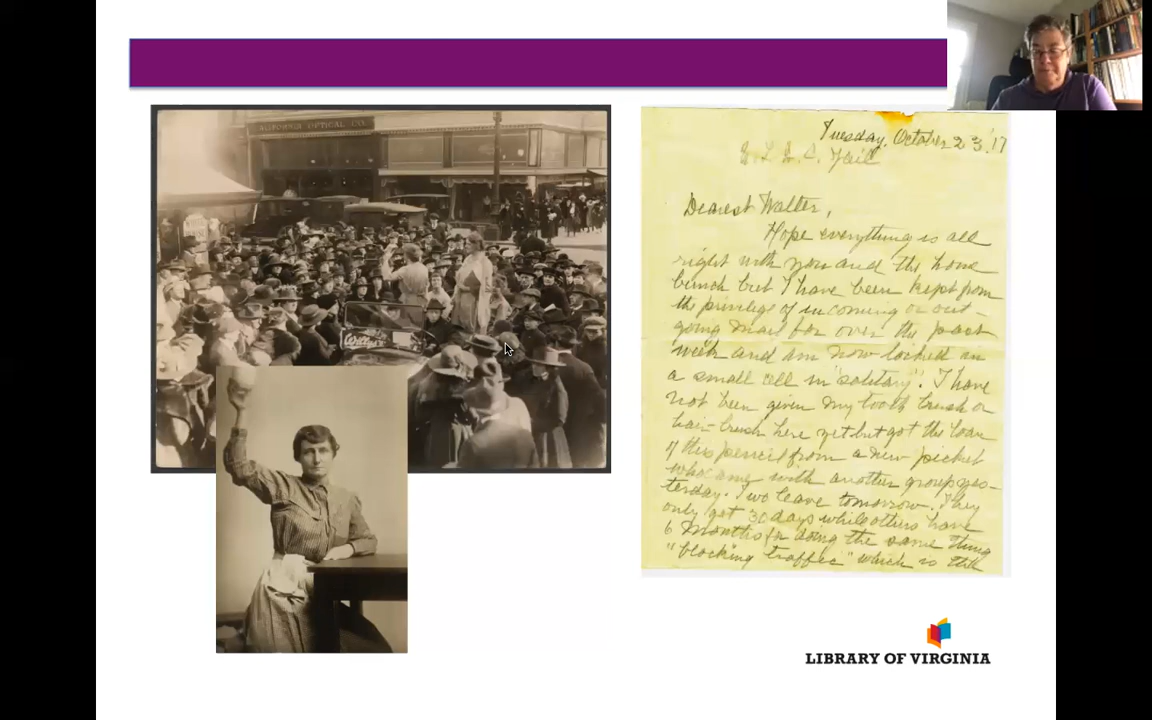 CALIFORNIA OPTICAL CO.
Willys
Tuesday, October 23, '17
Jail
Dearest Walter,
Hope everything is all
right with you and the home
bunch but I have been kept from
the privilege of incoming or out-
going mail for over the past
week and am now locked in
a small cell in "solitary". I have
not been given my tooth brush or
hair-brush here yet but got the loan
of this pencil from a new picket
who came with another group yes-
terday. Two leave tomorrow. They
only got 30 days while others have
6 months for doing the same thing
"blocking traffic" which is still
LIBRARY OF VIRGINIA